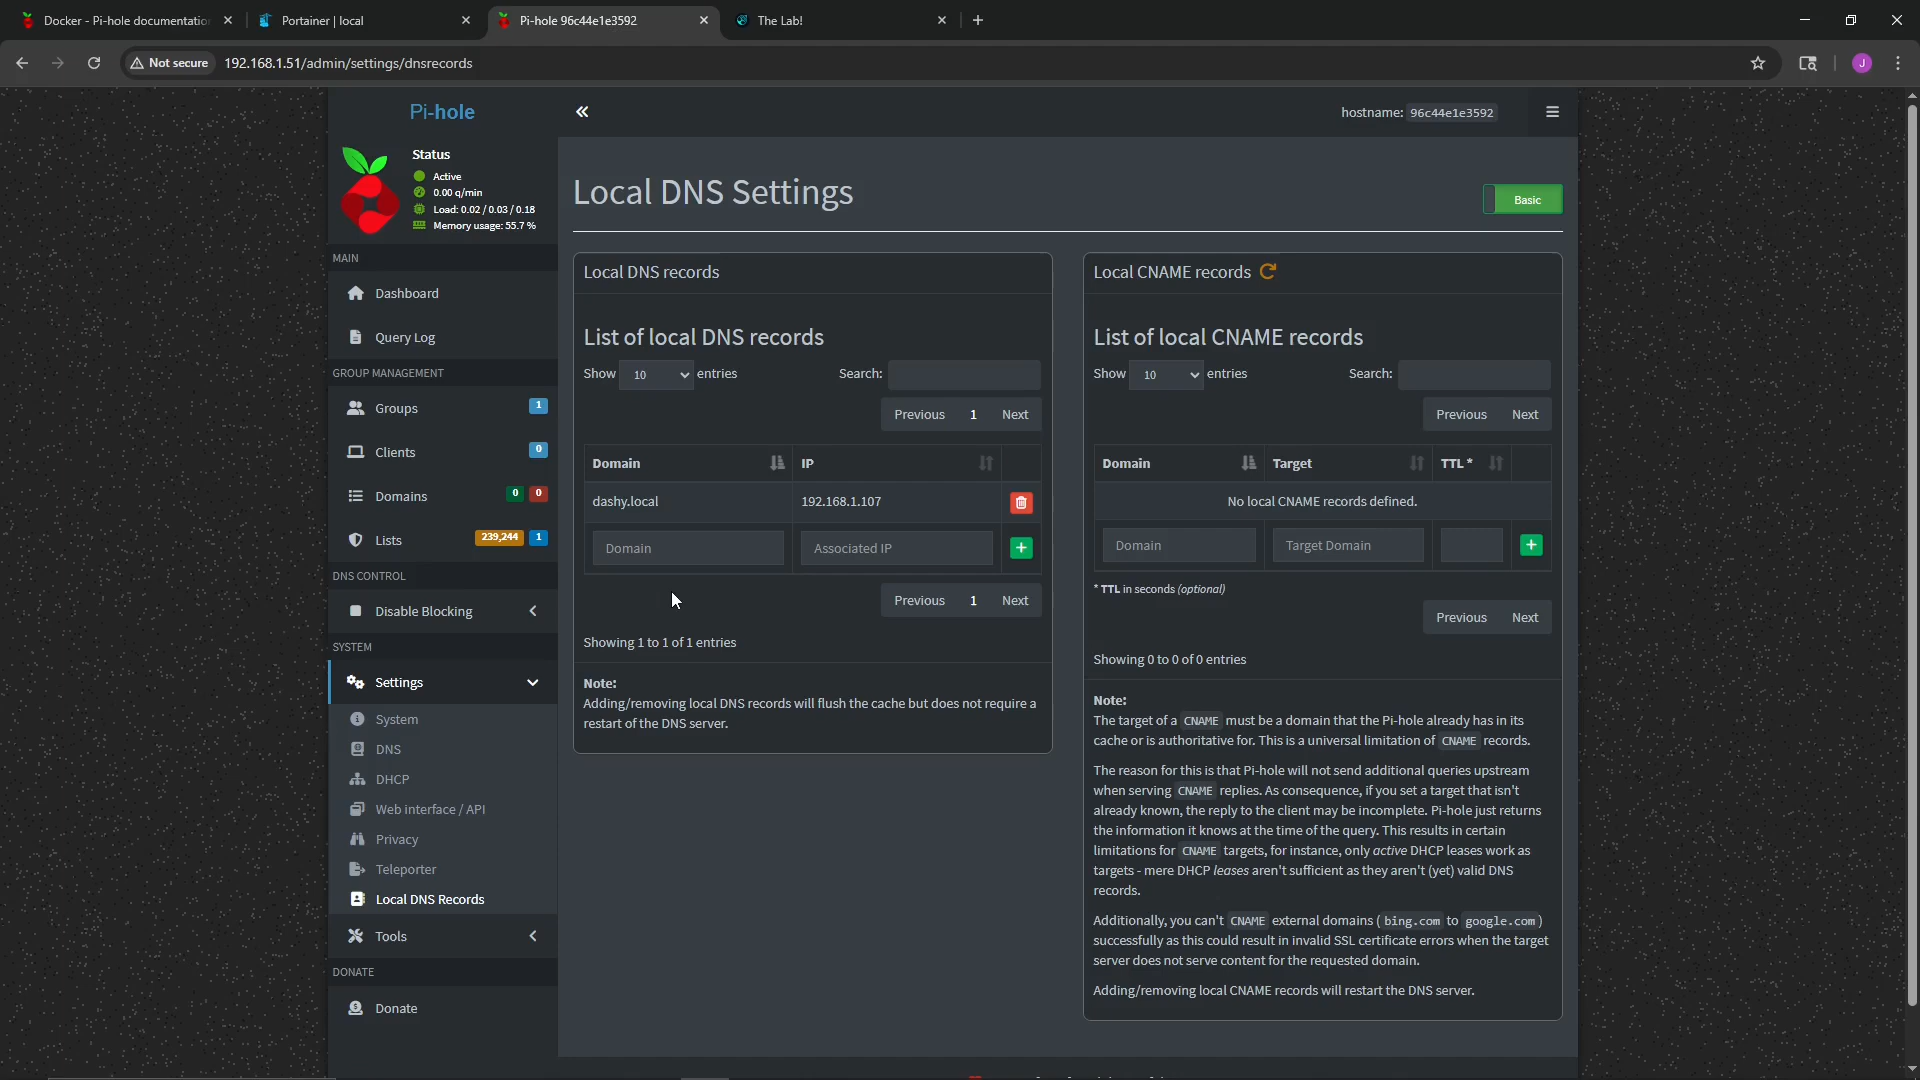 Docker - Pi-hole documentation
Portainer | local
Pi-hole 96c44e1e3592
The Lab!
Not secure
192.168.1.51/admin/settings/dnsrecords
J
Pi-hole
hostname: 96c44e1e3592
Status
Active
0.00 q/min
Load: 0.02 / 0.03 / 0.18
Memory usage: 55.7 %
MAIN
Dashboard
Query Log
GROUP MANAGEMENT
Groups 1
Clients 0
Domains 0 0
Lists 239,244 1
DNS CONTROL
Disable Blocking
SYSTEM
Settings
System
DNS
DHCP
Web interface / API
Privacy
Teleporter
Local DNS Records
Tools
DONATE
Donate
Local DNS Settings
Basic
Local DNS records
List of local DNS records
Show 10 entries
Search:
Previous 1 Next
Domain IP
dashy.local 192.168.1.107
Domain Associated IP
Previous 1 Next
Showing 1 to 1 of 1 entries
Note:
Adding/removing local DNS records will flush the cache but does not require a
restart of the DNS server.
Local CNAME records
List of local CNAME records
Show 10 entries
Search:
Previous Next
Domain Target TTL *
No local CNAME records defined.
Domain Target Domain
* TTL in seconds (optional)
Previous Next
Showing 0 to 0 of 0 entries
Note:
The target of a CNAME must be a domain that the Pi-hole already has in its
cache or is authoritative for. This is a universal limitation of CNAME records.
The reason for this is that Pi-hole will not send additional queries upstream
when serving CNAME replies. As consequence, if you set a target that isn't
already known, the reply to the client may be incomplete. Pi-hole just returns
the information it knows at the time of the query. This results in certain
limitations for CNAME targets, for instance, only active DHCP leases work as
targets - mere DHCP leases aren't sufficient as they aren't (yet) valid DNS
records.
Additionally, you can't CNAME external domains ( bing.com to google.com )
successfully as this could result in invalid SSL certificate errors when the target
server does not serve content for the requested domain.
Adding/removing local CNAME records will restart the DNS server.